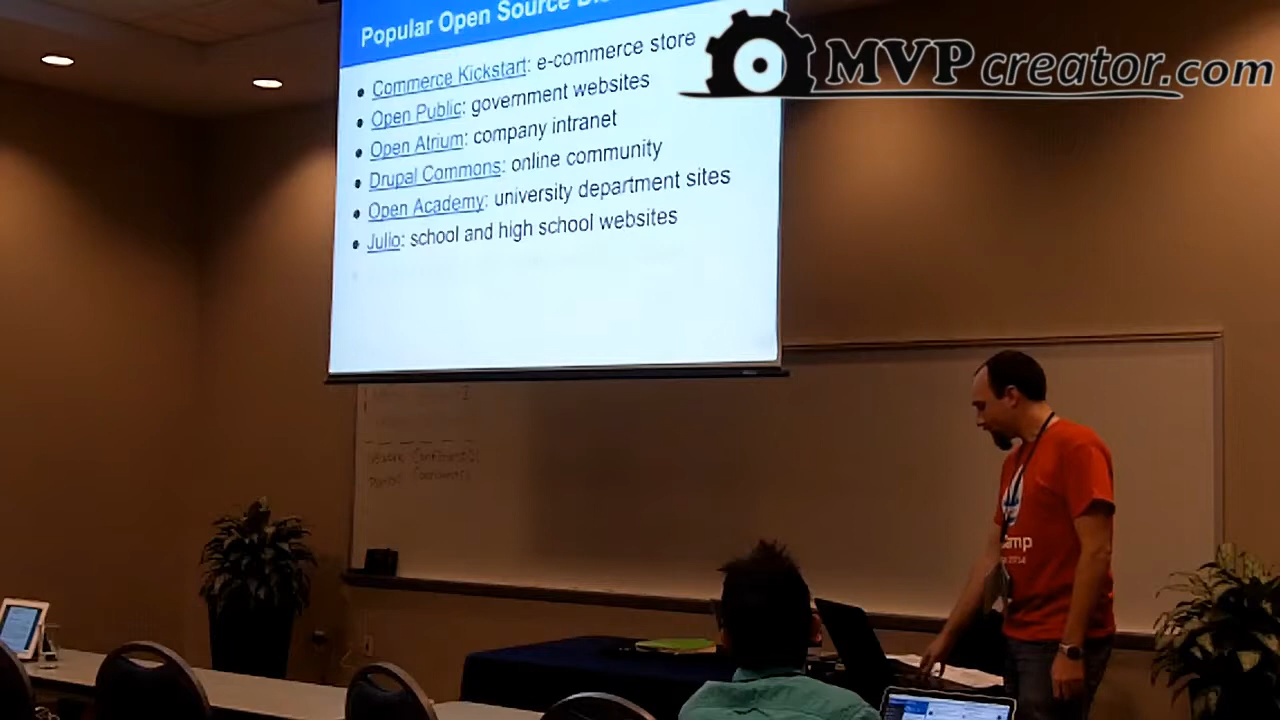 Popular Open Source
MVPcreator.com
Commerce Kickstart: e-commerce store
Open Public: government websites
Open Atrium: company intranet
Drupal Commons: online community
Open Academy: university department sites
Julio: school and high school websites